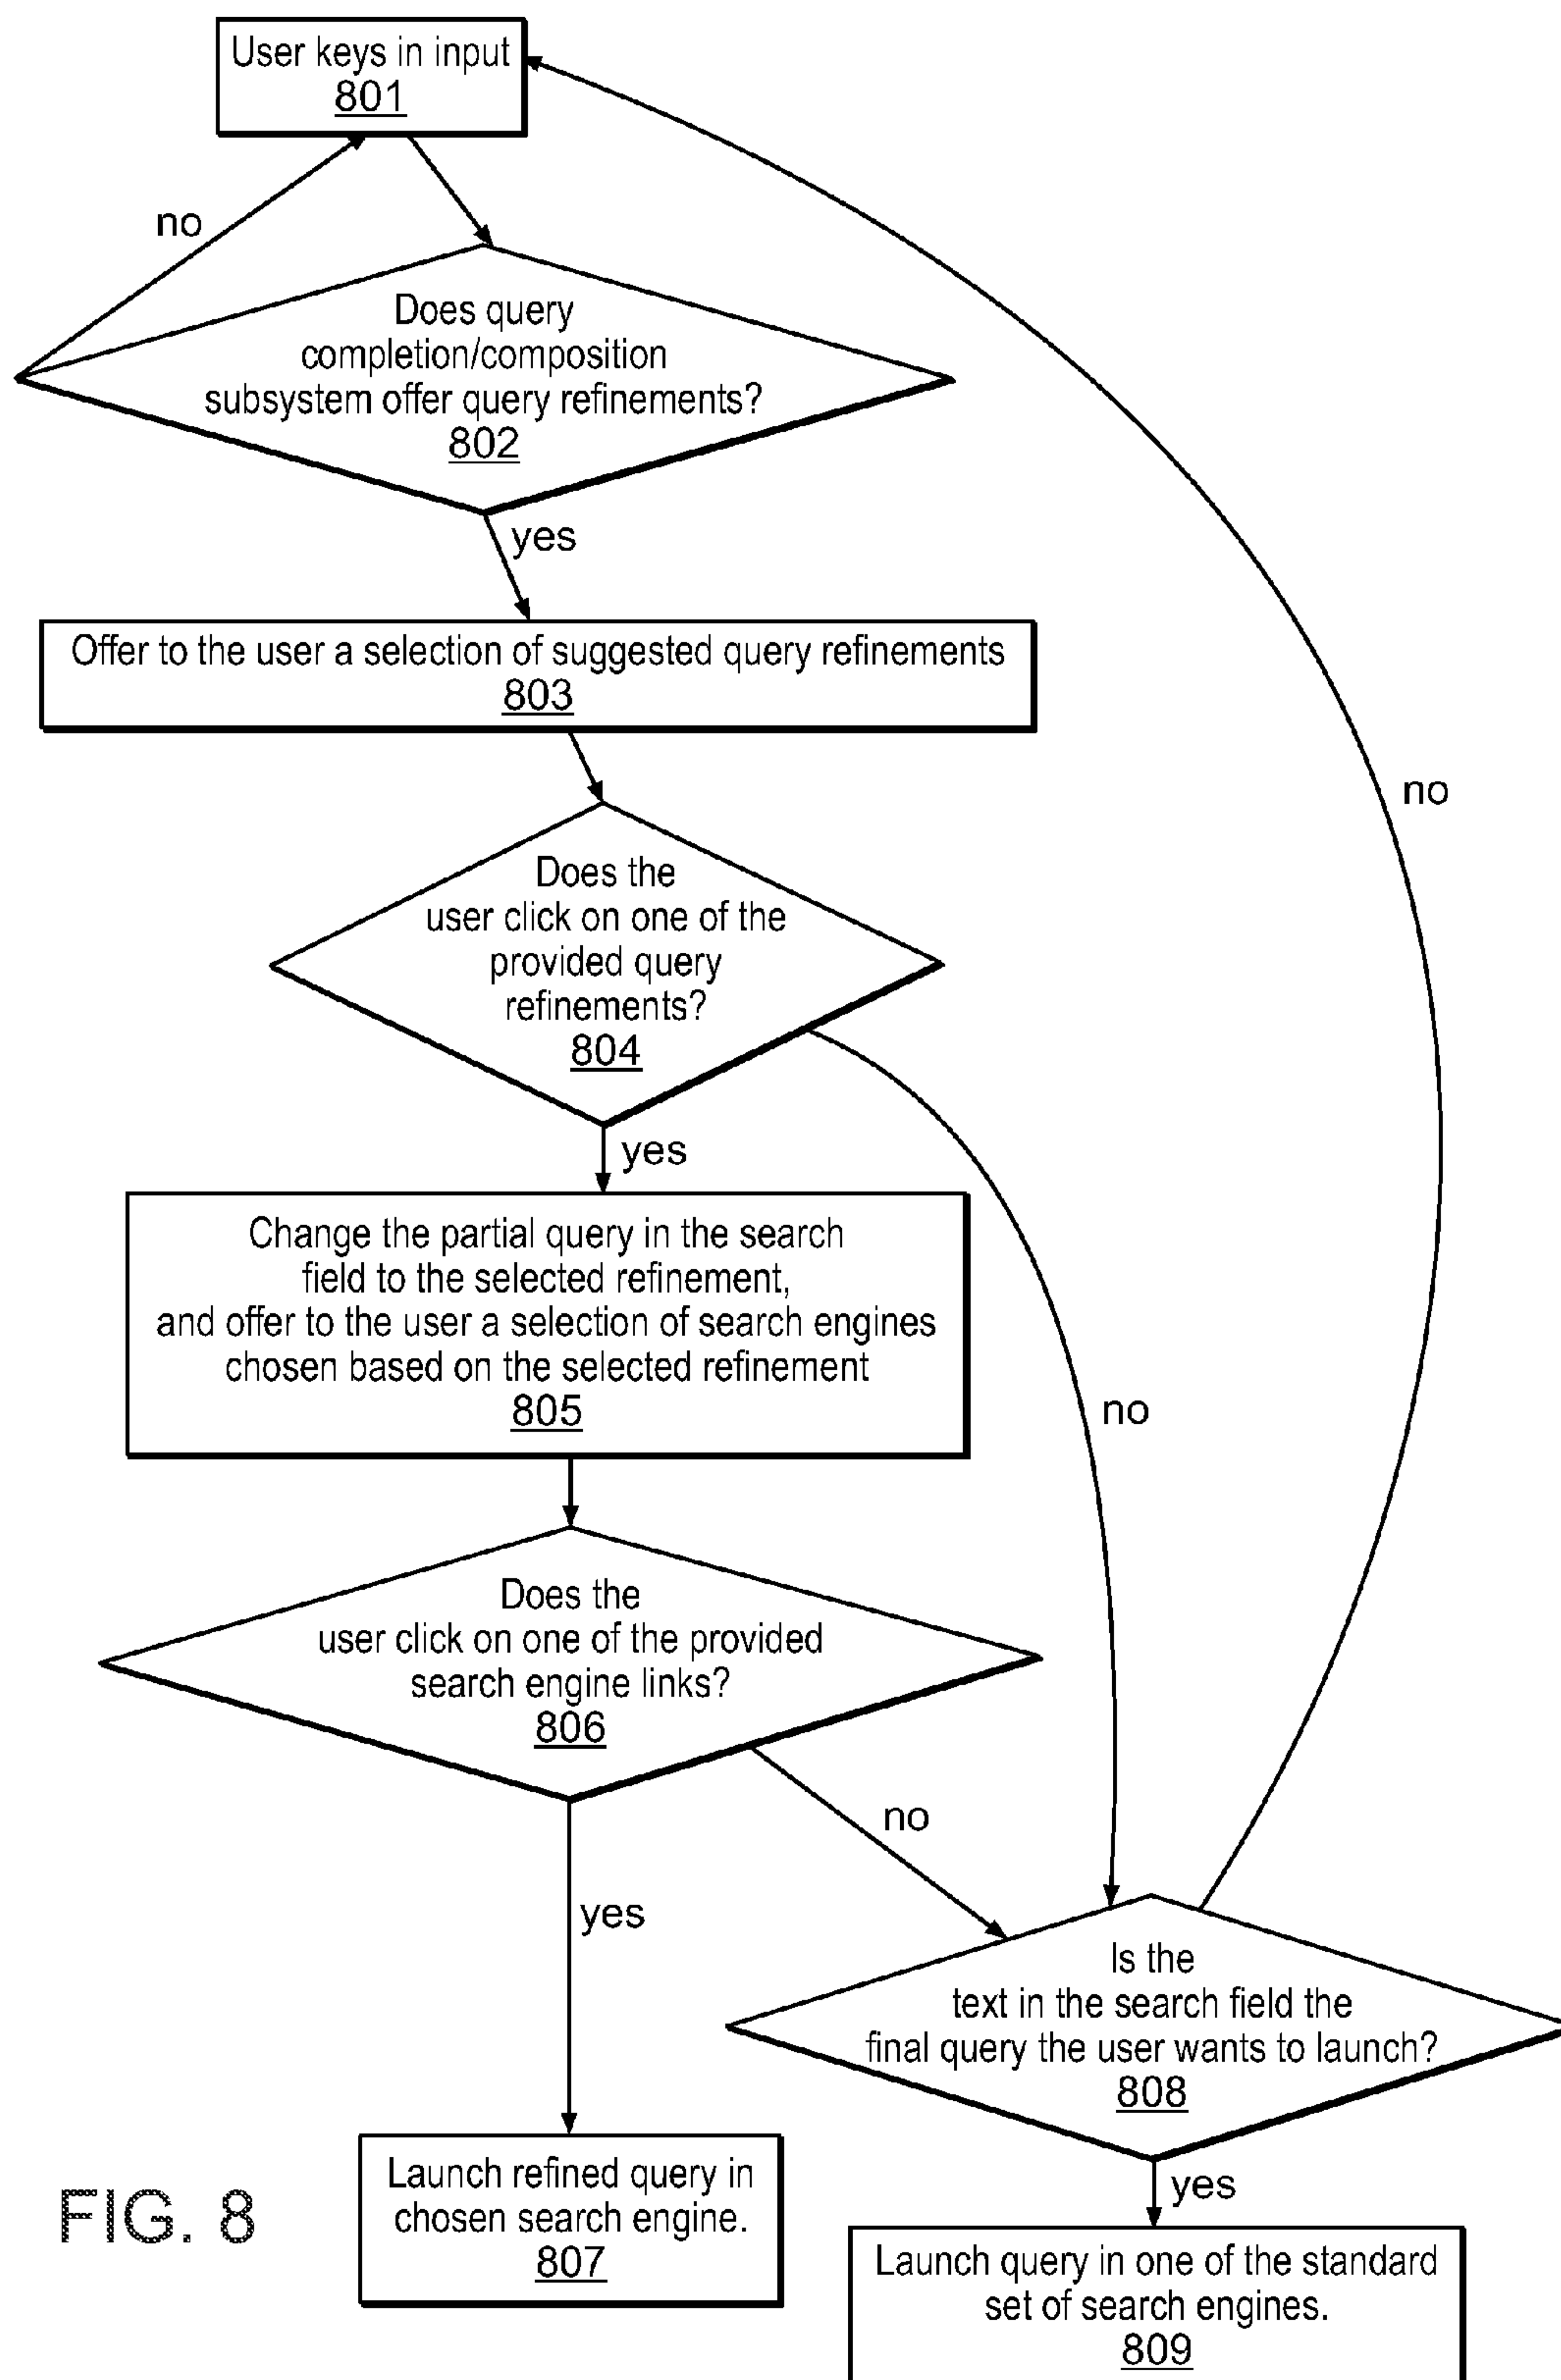 User keys in input
801
no
Does query
completion/composition
subsystem offer query refinements?
802
yes
Offer to the user a selection of suggested query refinements
803
no
Does the
user click on one of the
provided query
refinements?
804
yes
Change the partial query in the search
field to the selected refinement,
and offer to the user a selection of search engines
chosen based on the selected refinement
805
no
Does the
user click on one of the provided
search engine links?
806
no
yes
Is the
text in the search field the
final query the user wants to launch?
808
yes
Launch refined query in
chosen search engine.
807
FIG. 8
Launch query in one of the standard
set of search engines.
809